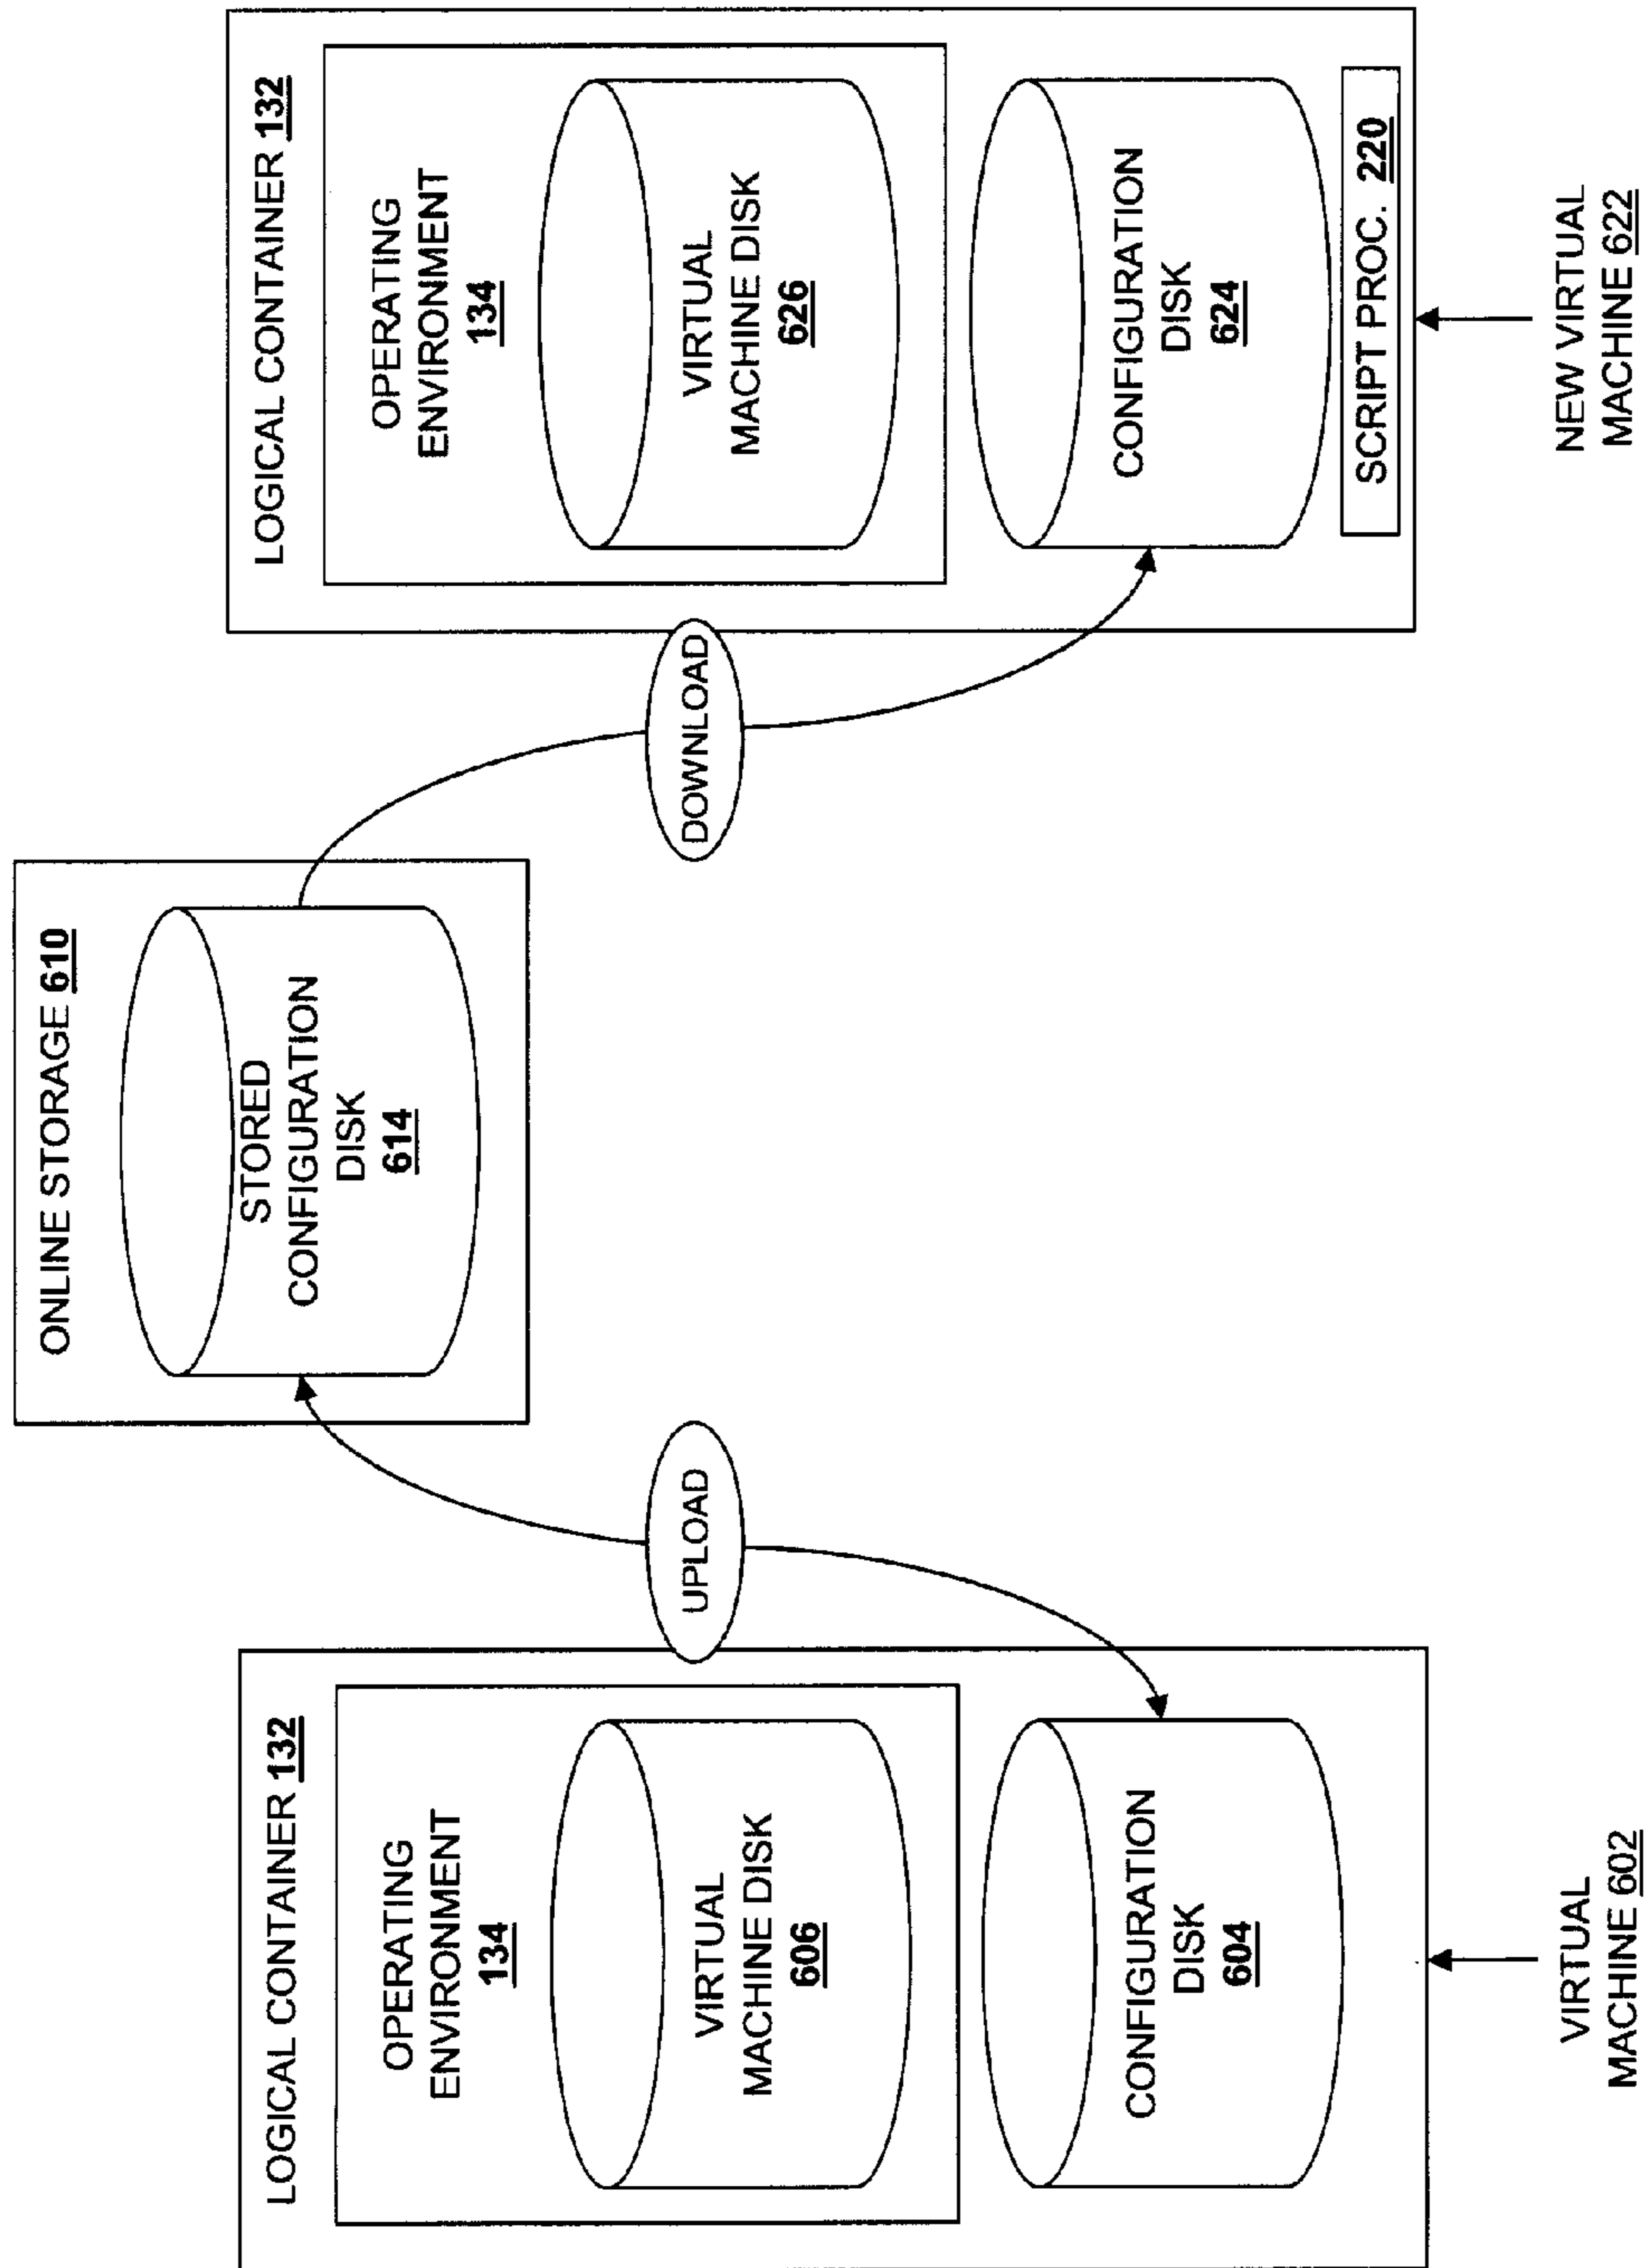 ONLINE STORAGE 610
STORED
CONFIGURATION
DISK
614
LOGICAL CONTAINER 132
OPERATING
ENVIRONMENT
134
VIRTUAL
MACHINE DISK
606
CONFIGURATION
DISK
604
VIRTUAL
MACHINE 602
UPLOAD
DOWNLOAD
LOGICAL CONTAINER 132
OPERATING
ENVIRONMENT
134
VIRTUAL
MACHINE DISK
626
CONFIGURATION
DISK
624
SCRIPT PROC. 220
NEW VIRTUAL
MACHINE 622